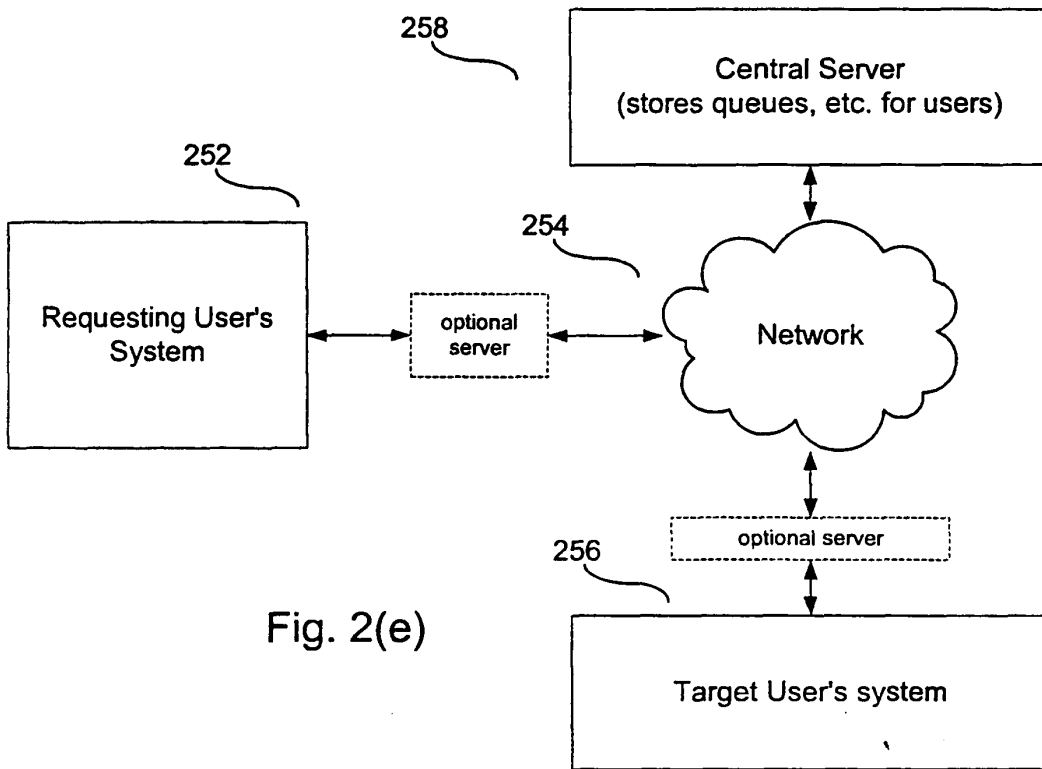 258
Central Server
(stores queues, etc. for users)
252
254
Requesting User's
System
optional
server
Network
optional server
256
Fig. 2(e)
Target User's system